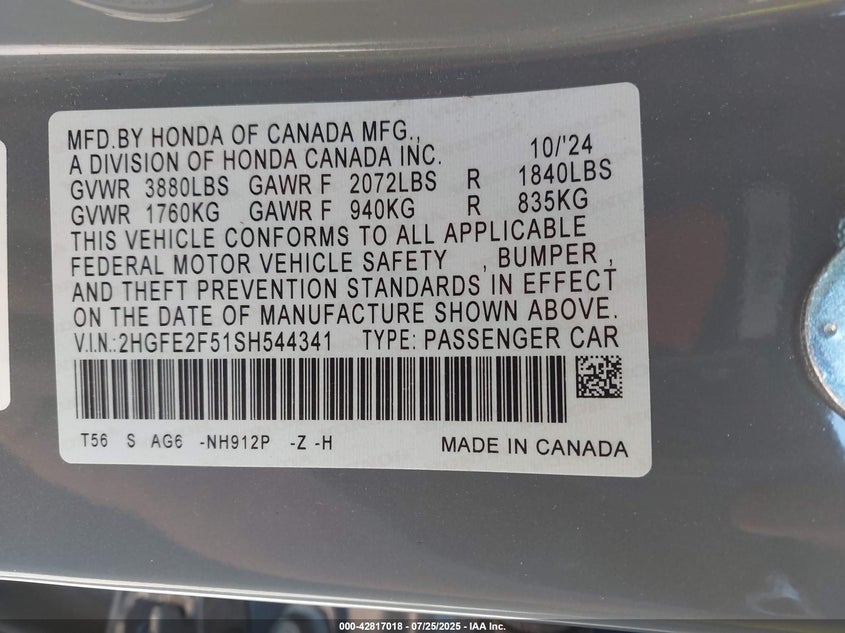 MFD.BY HONDA OF CANADA MFG.,
A DIVISION OF HONDA CANADA INC. 10/'24
GVWR 3880LBS GAWR F 2072LBS R 1840LBS
GVWR 1760KG GAWR F 940KG R 835KG
THIS VEHICLE CONFORMS TO ALL APPLICABLE
FEDERAL MOTOR VEHICLE SAFETY , BUMPER ,
AND THEFT PREVENTION STANDARDS IN EFFECT
ON THE DATE OF MANUFACTURE SHOWN ABOVE.
V.I.N.:2HGFE2F51SH544341 TYPE: PASSENGER CAR
T56 S AG6 -NH912P -Z -H MADE IN CANADA
000-42817018 - 07/25/2025 - IAA Inc.